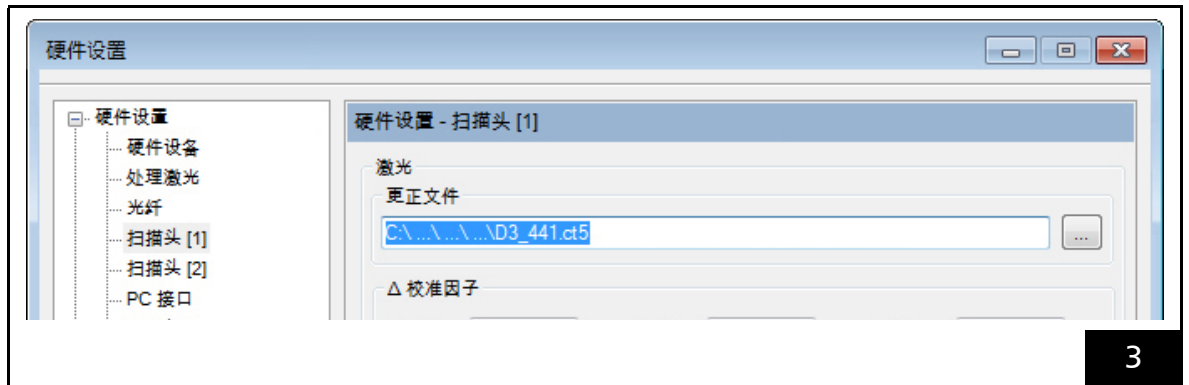 硬件设置
硬件设置
硬件设备
处理激光
光纤
扫描头 [1]
扫描头 [2]
PC 接口
硬件设置 - 扫描头 [1]
激光
更正文件
C:\ ...\ ...\ ...\D3_441.ct5
...
Δ 校准因子
3